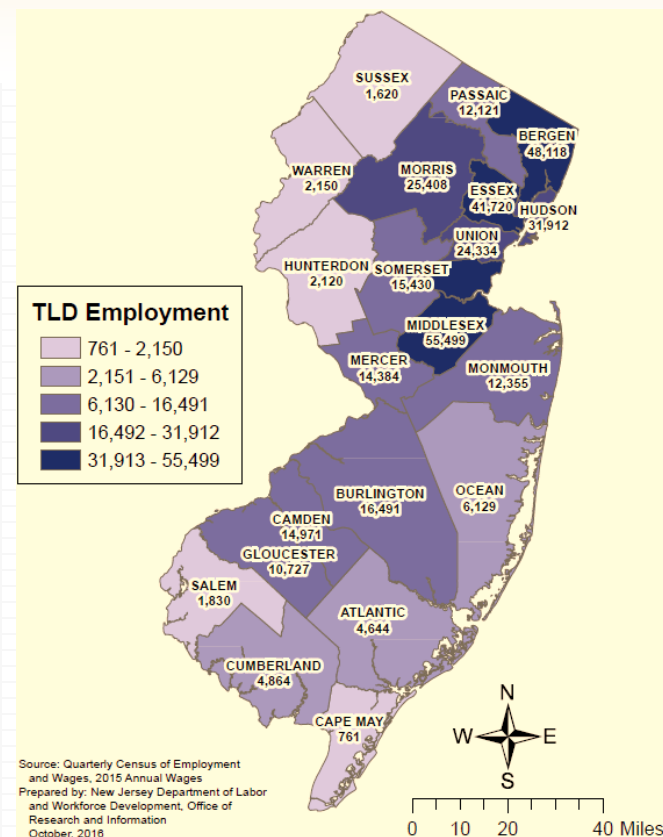 SUSSEX
1,620
PASSAIC
12,121
BERGEN
48,118
WARREN
2,150
MORRIS
25,408
ESSEX
41,720
HUDSON
31,912
UNION
24,334
HUNTERDON
2,120
SOMERSET
15,430
MIDDLESEX
55,499
MERCER
14,384
MONMOUTH
12,355
TLD Employment
761 - 2,150
2,151 - 6,129
6,130 - 16,491
16,492 - 31,912
31,913 - 55,499
BURLINGTON
16,491
OCEAN
6,129
CAMDEN
14,971
GLOUCESTER
10,727
SALEM
1,830
ATLANTIC
4,644
CUMBERLAND
4,864
CAPE MAY
761
N
W E
S
Source: Quarterly Census of Employment
and Wages, 2015 Annual Wages
Prepared by: New Jersey Department of Labor
and Workforce Development, Office of
Research and Information
October, 2016
0 10 20 40 Miles